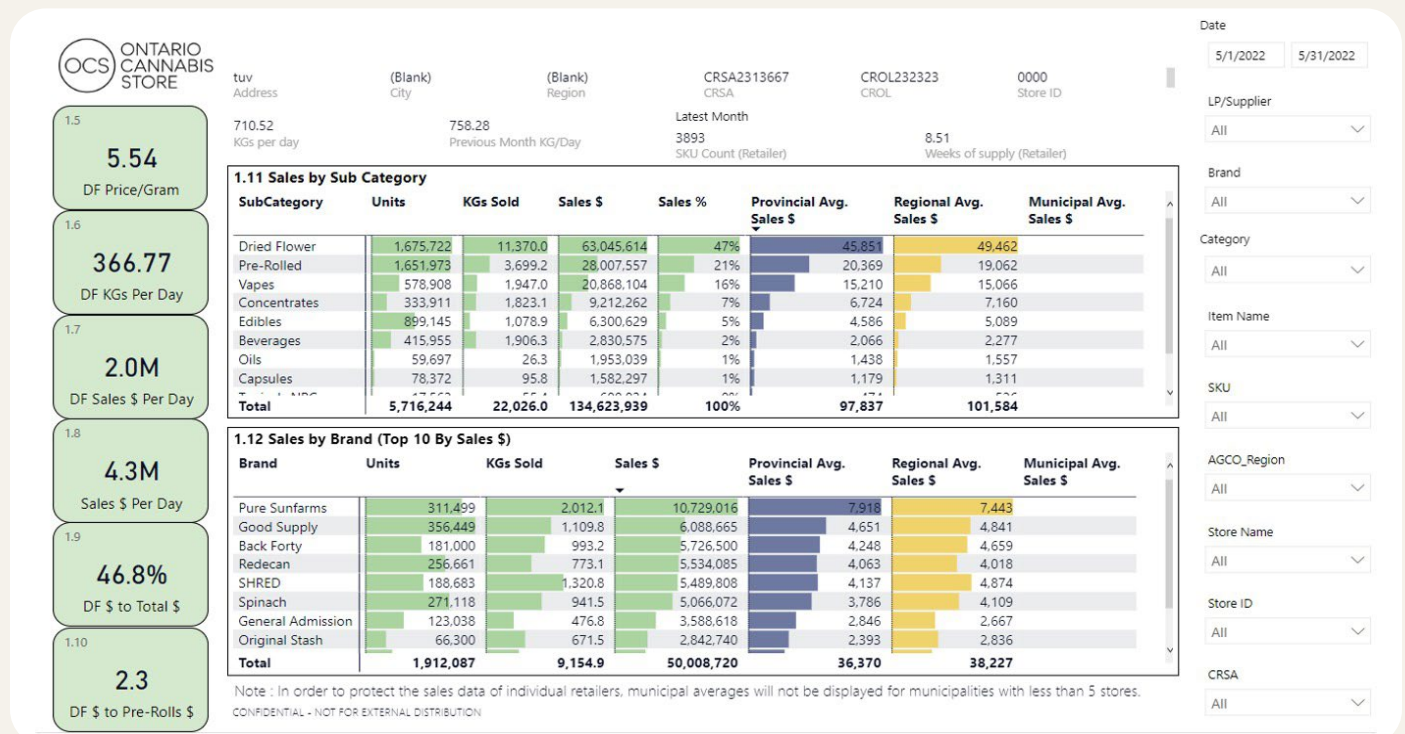 OCS ONTARIO
CANNABIS
STORE
tuv (Blank) (Blank) CRSA2313667 CROL232323 0000
Address City Region CRSA CROL Store ID
Latest Month
710.52 758.28 3893 8.51
KGs per day Previous Month KG/Day SKU Count (Retailer) Weeks of supply (Retailer)
1.5
5.54
DF Price/Gram
1.6
366.77
DF KGs Per Day
1.7
2.0M
DF Sales $ Per Day
1.8
4.3M
Sales $ Per Day
1.9
46.8%
DF $ to Total $
1.10
2.3
DF $ to Pre-Rolls $
1.11 Sales by Sub Category
SubCategory Units KGs Sold Sales $ Sales % Provincial Avg. Sales $ Regional Avg. Sales $ Municipal Avg. Sales $
Dried Flower 1,675,722 11,370.0 63,045,614 47% 45,851 49,462
Pre-Rolled 1,651,973 3,699.2 28,007,557 21% 20,369 19,062
Vapes 578,908 1,947.0 20,868,104 16% 15,210 15,066
Concentrates 333,911 1,823.1 9,212,262 7% 6,724 7,160
Edibles 899,145 1,078.9 6,300,629 5% 4,586 5,089
Beverages 415,955 1,906.3 2,830,575 2% 2,066 2,277
Oils 59,697 26.3 1,953,039 1% 1,438 1,557
Capsules 78,372 95.8 1,582,297 1% 1,179 1,311
Total 5,716,244 22,026.0 134,623,939 100% 97,837 101,584
1.12 Sales by Brand (Top 10 By Sales $)
Brand Units KGs Sold Sales $ Provincial Avg. Sales $ Regional Avg. Sales $ Municipal Avg. Sales $
Pure Sunfarms 311,499 2,012.1 10,729,016 7,918 7,443
Good Supply 356,449 1,109.8 6,088,665 4,651 4,841
Back Forty 181,000 993.2 5,726,500 4,248 4,659
Redecan 256,661 773.1 5,534,085 4,063 4,018
SHRED 188,683 1,320.8 5,489,808 4,137 4,874
Spinach 271,118 941.5 5,066,072 3,786 4,109
General Admission 123,038 476.8 3,588,618 2,846 2,667
Original Stash 66,300 671.5 2,842,740 2,393 2,836
Total 1,912,087 9,154.9 50,008,720 36,370 38,227
Note : In order to protect the sales data of individual retailers, municipal averages will not be displayed for municipalities with less than 5 stores.
CONFIDENTIAL - NOT FOR EXTERNAL DISTRIBUTION
Date
5/1/2022 5/31/2022
LP/Supplier
All
Brand
All
Category
All
Item Name
All
SKU
All
AGCO_Region
All
Store Name
All
Store ID
All
CRSA
All